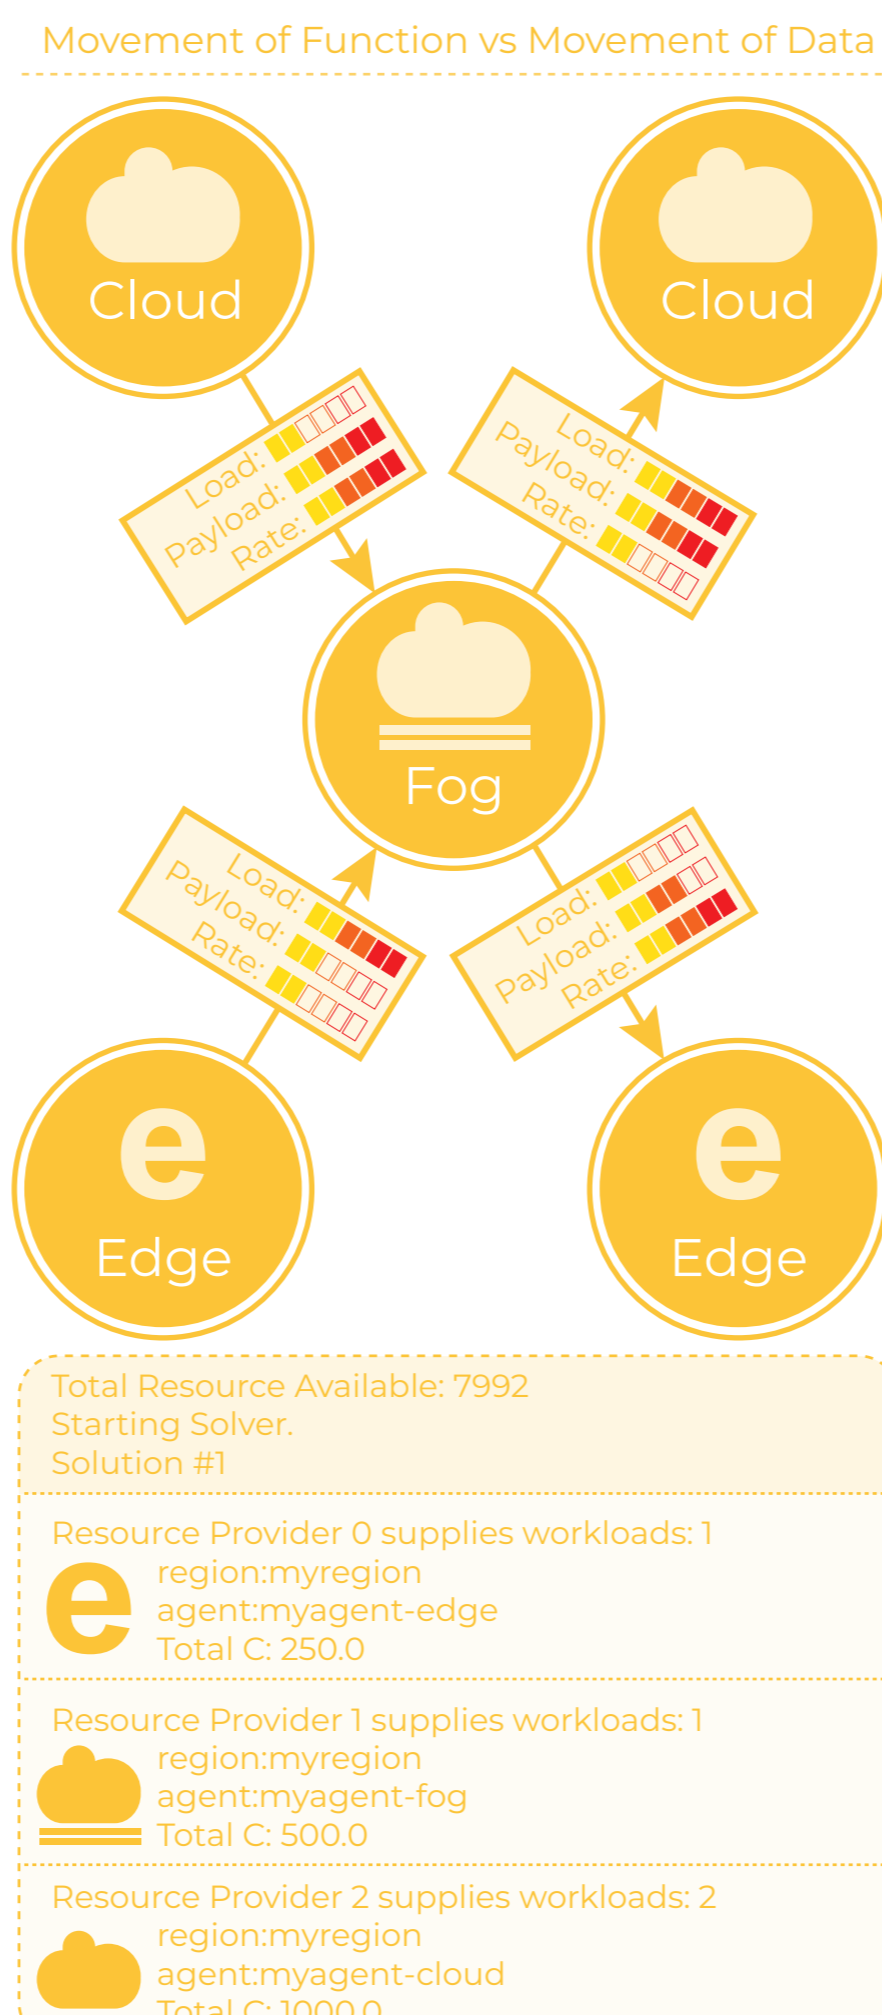 Movement of Function vs Movement of Data
Cloud
Cloud
Load:
Payload:
Rate:
Load:
Payload:
Rate:
Fog
Load:
Payload:
Rate:
Load:
Payload:
Rate:
e
Edge
e
Edge
Total Resource Available: 7992
Starting Solver.
Solution #1
Resource Provider 0 supplies workloads: 1
e
region:myregion
agent:myagent-edge
Total C: 250.0
Resource Provider 1 supplies workloads: 1
region:myregion
agent:myagent-fog
Total C: 500.0
Resource Provider 2 supplies workloads: 2
region:myregion
agent:myagent-cloud
Total C: 1000.0